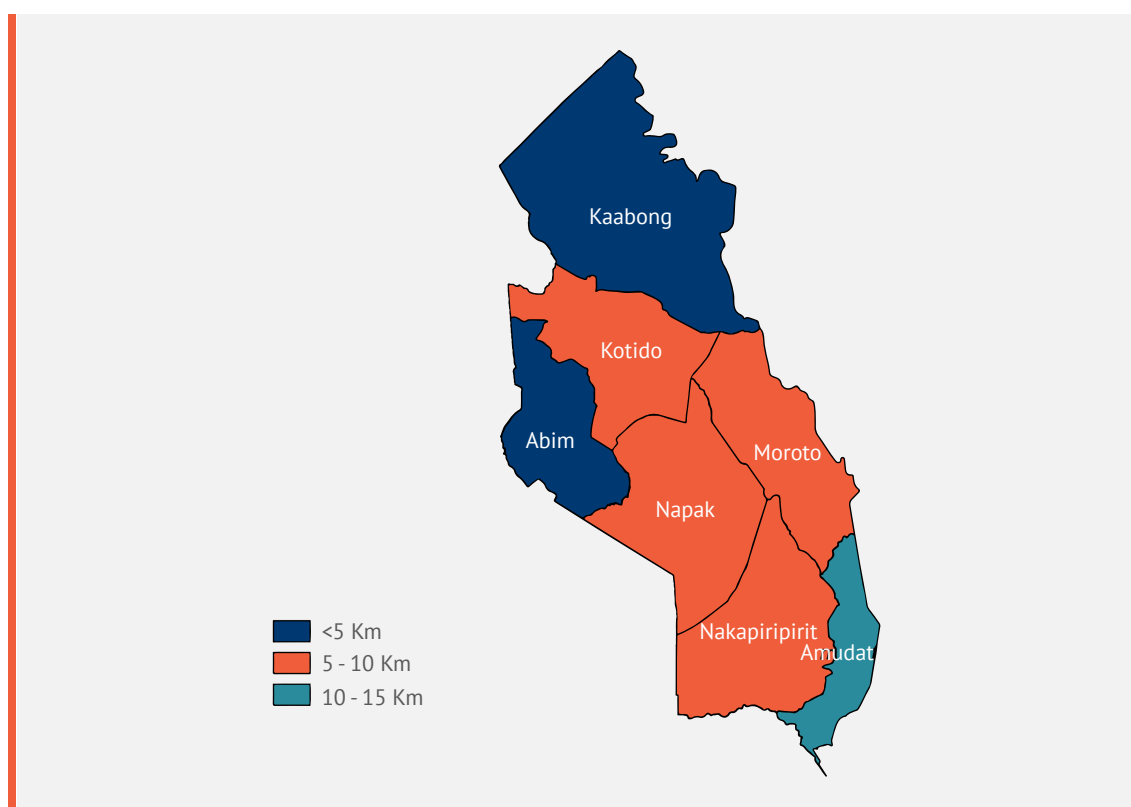 Kaabong
Kotido
Abim
Moroto
Napak
Nakapiripirit
Amudat
<5 Km
5 - 10 Km
10 - 15 Km